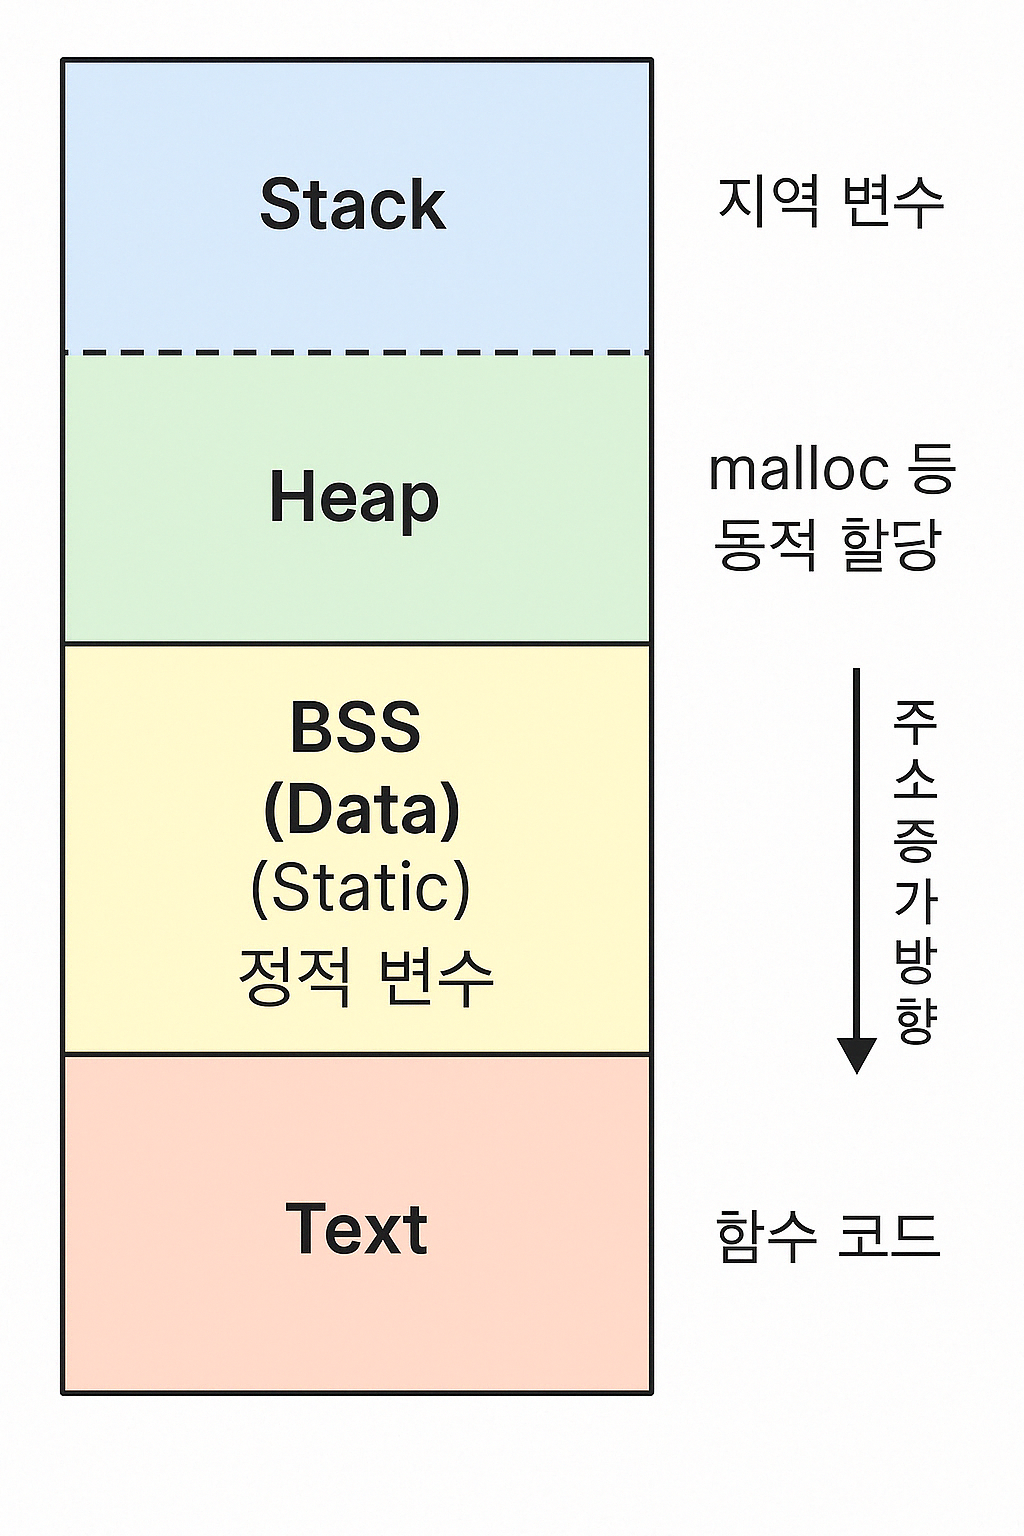 Stack
지역 변수
Heap
malloc 등
동적 할당
BSS
(Data)
(Static)
정적 변수
주소증가방향
Text
함수 코드